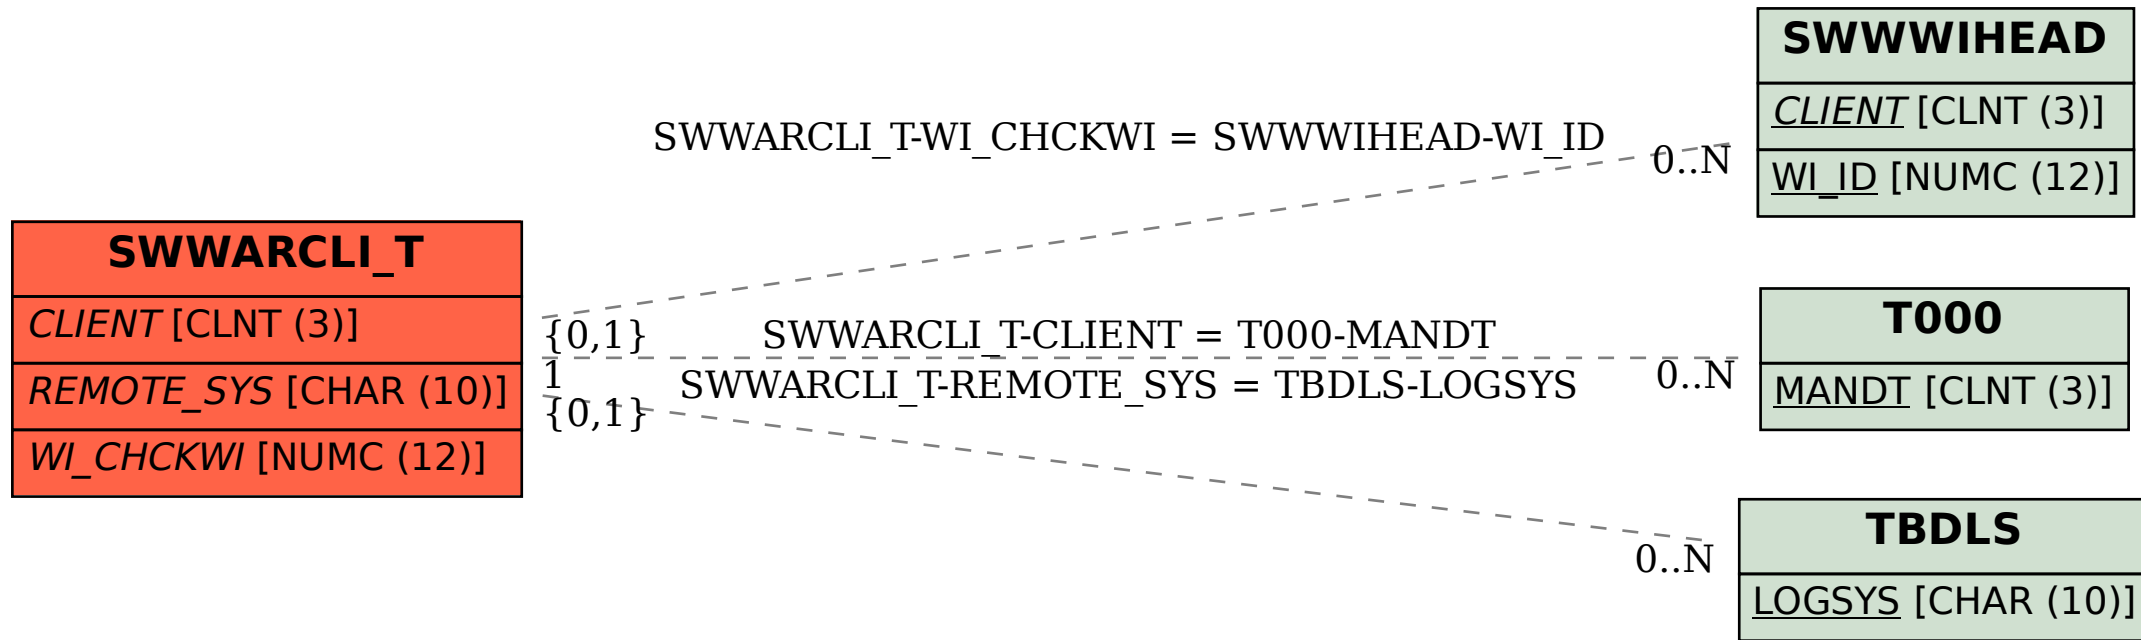 SWWWIHEAD
CLIENT [CLNT (3)]
WI_ID [NUMC (12)]
SWWARCLI_T-WI_CHCKWI = SWWWIHEAD-WI_ID
0..N
SWWARCLI_T
CLIENT [CLNT (3)]
REMOTE_SYS [CHAR (10)]
WI_CHCKWI [NUMC (12)]
{0,1}
SWWARCLI_T-CLIENT = T000-MANDT
1
0..N
SWWARCLI_T-REMOTE_SYS = TBDLS-LOGSYS
{0,1}
0..N
T000
MANDT [CLNT (3)]
TBDLS
LOGSYS [CHAR (10)]